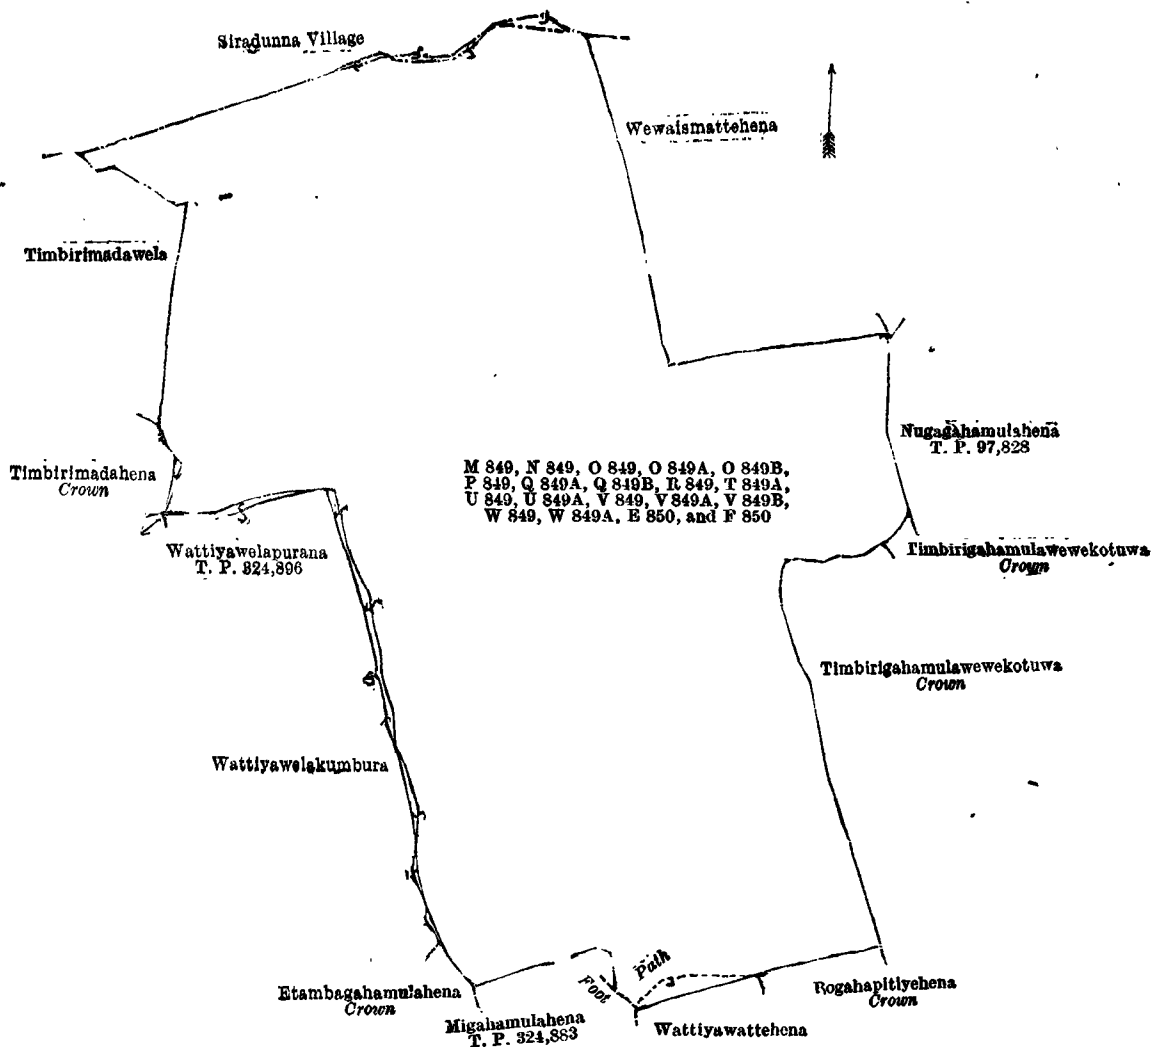 Siradunna Village
Wewaismattehena
Timbirimadawela
Nugagahamulahena
T. P. 97,828
Timbirimadahena
Crown
M 849, N 849, O 849, O 849A, O 849B,
P 849, Q 849A, Q 849B, R 849, T 849A,
U 849, U 849A, V 849, V 849A, V 849B,
W 849, W 849A, E 850, and F 850
Wattiyawelapurana
T. P. 324,896
Timbirigahamulawewekotuwa
Crown
Timbirigahamulawewekotuwa
Crown
Wattiyawelakumbura
Foot Path
Etambagahamulahena
Crown
Rogahapitiyehena
Crown
Migahamulahena
T. P. 324,883
Wattiyawattehena